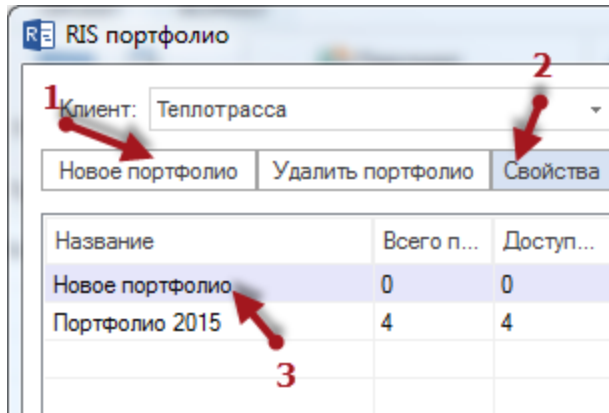 RIS портфолио
2
1
Клиент: Теплотрасса
Новое портфолио Удалить портфолио Свойства
Название Всего п... Доступ...
Новое портфолио 0 0
Портфолио 2015 4 4
3